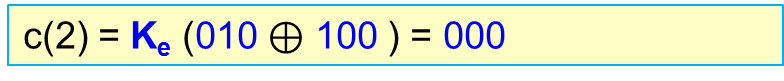 c(2) = Kₑ (010 ⊕ 100 ) = 000